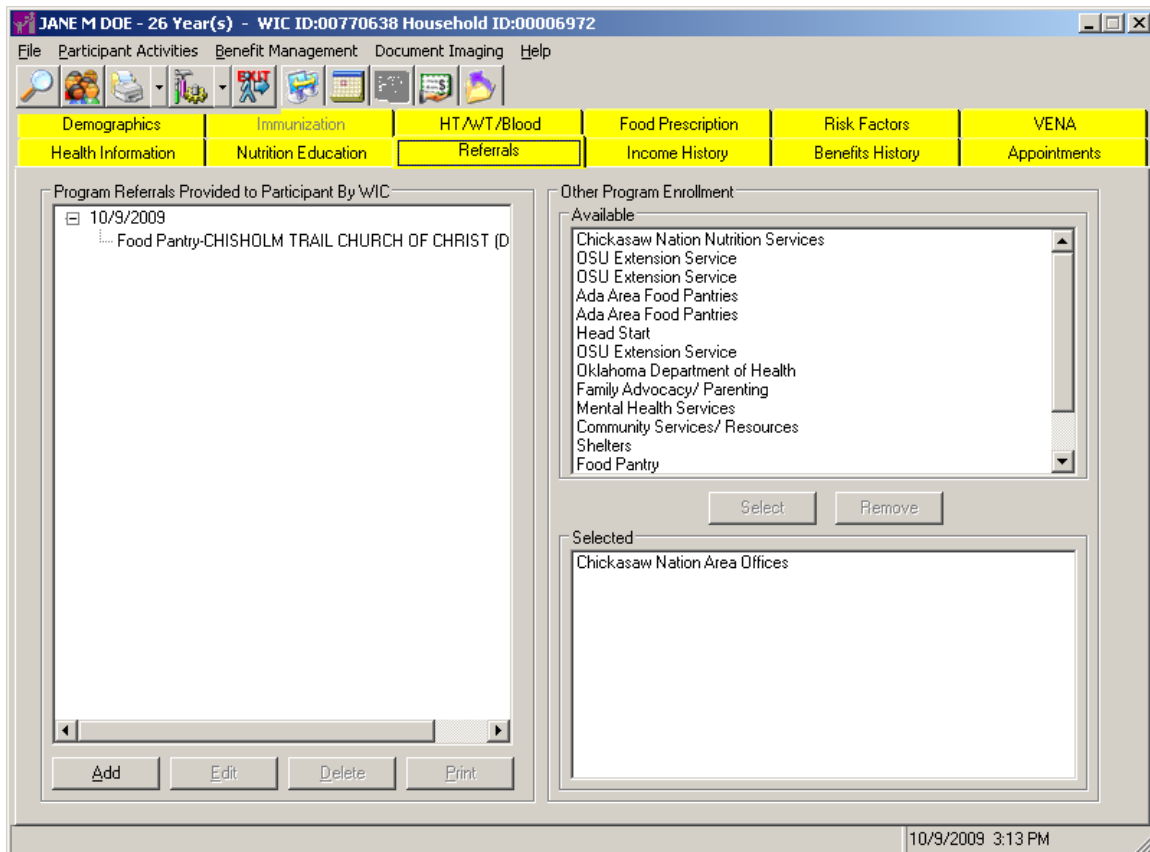 JANE M DOE - 26 Year(s) - WIC ID:00770638 Household ID:00006972
File Participant Activities Benefit Management Document Imaging Help
EXIT
Demographics Immunization HT/WT/Blood Food Prescription Risk Factors VENA
Health Information Nutrition Education Referrals Income History Benefits History Appointments
Program Referrals Provided to Participant By WIC
10/9/2009
Food Pantry-CHISHOLM TRAIL CHURCH OF CHRIST (D
Add Edit Delete Print
Other Program Enrollment
Available
Chickasaw Nation Nutrition Services
OSU Extension Service
OSU Extension Service
Ada Area Food Pantries
Ada Area Food Pantries
Head Start
OSU Extension Service
Oklahoma Department of Health
Family Advocacy/ Parenting
Mental Health Services
Community Services/ Resources
Shelters
Food Pantry
Select Remove
Selected
Chickasaw Nation Area Offices
10/9/2009 3:13 PM